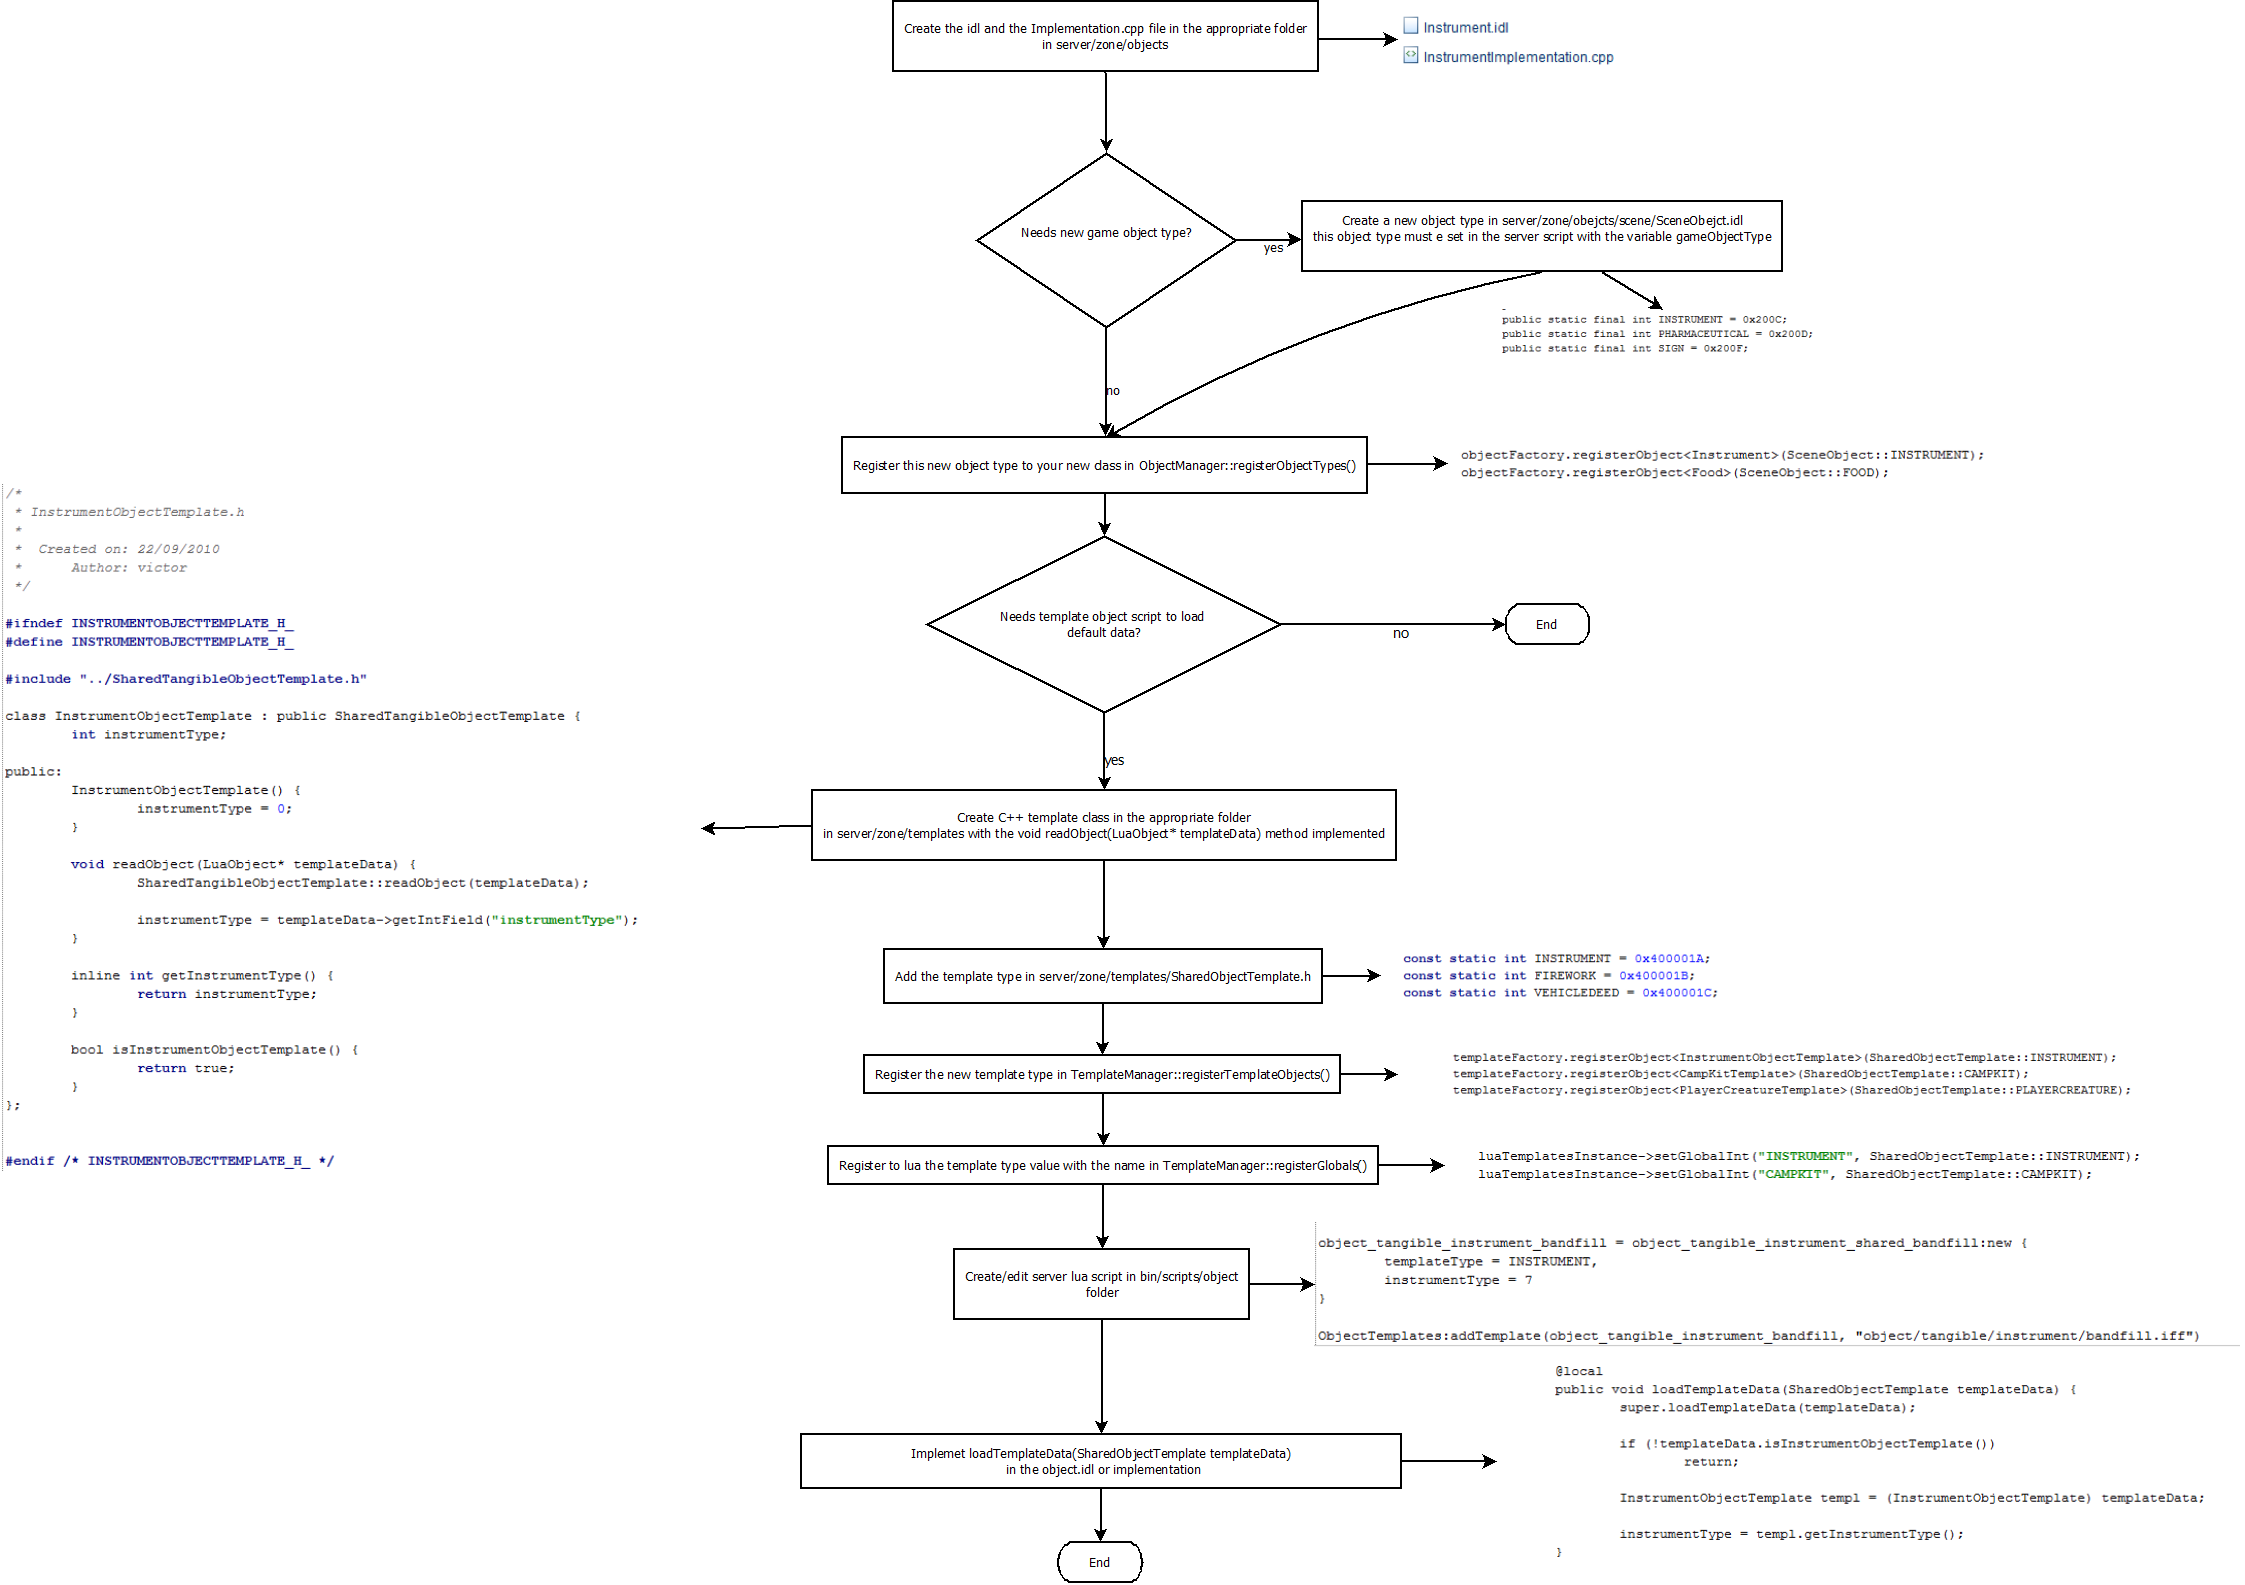 Create the idl and the Implementation.cpp file in the appropriate folder
in server/zone/objects
Instrument.idl
InstrumentImplementation.cpp
Needs new game object type?
yes
Create a new object type in server/zone/obejcts/scene/SceneObejct.idl
this object type must e set in the server script with the variable gameObjectType
public static final int INSTRUMENT = 0x200C;
public static final int PHARMACEUTICAL = 0x200D;
public static final int SIGN = 0x200F;
no
Register this new object type to your new class in ObjectManager::registerObjectTypes()
objectFactory.registerObject<Instrument>(SceneObject::INSTRUMENT);
objectFactory.registerObject<Food>(SceneObject::FOOD);
Needs template object script to load
default data?
no
End
yes
Create C++ template class in the appropriate folder
in server/zone/templates with the void readObject(LuaObject* templateData) method implemented
/*
* InstrumentObjectTemplate.h
*
* Created on: 22/09/2010
* Author: victor
*/
#ifndef INSTRUMENTOBJECTTEMPLATE_H_
#define INSTRUMENTOBJECTTEMPLATE_H_
#include "../SharedTangibleObjectTemplate.h"
class InstrumentObjectTemplate : public SharedTangibleObjectTemplate {
int instrumentType;
public:
InstrumentObjectTemplate() {
instrumentType = 0;
}
void readObject(LuaObject* templateData) {
SharedTangibleObjectTemplate::readObject(templateData);
instrumentType = templateData->getIntField("instrumentType");
}
inline int getInstrumentType() {
return instrumentType;
}
bool isInstrumentObjectTemplate() {
return true;
}
};
#endif /* INSTRUMENTOBJECTTEMPLATE_H_ */
Add the template type in server/zone/templates/SharedObjectTemplate.h
const static int INSTRUMENT = 0x400001A;
const static int FIREWORK = 0x400001B;
const static int VEHICLEDEED = 0x400001C;
Register the new template type in TemplateManager::registerTemplateObjects()
templateFactory.registerObject<InstrumentObjectTemplate>(SharedObjectTemplate::INSTRUMENT);
templateFactory.registerObject<CampKitTemplate>(SharedObjectTemplate::CAMPKIT);
templateFactory.registerObject<PlayerCreatureTemplate>(SharedObjectTemplate::PLAYERCREATURE);
Register to lua the template type value with the name in TemplateManager::registerGlobals()
luaTemplatesInstance->setGlobalInt("INSTRUMENT", SharedObjectTemplate::INSTRUMENT);
luaTemplatesInstance->setGlobalInt("CAMPKIT", SharedObjectTemplate::CAMPKIT);
Create/edit server lua script in bin/scripts/object
folder
object_tangible_instrument_bandfill = object_tangible_instrument_shared_bandfill:new {
templateType = INSTRUMENT,
instrumentType = 7
}
ObjectTemplates:addTemplate(object_tangible_instrument_bandfill, "object/tangible/instrument/bandfill.iff")
Implemet loadTemplateData(SharedObjectTemplate templateData)
in the object.idl or implementation
@local
public void loadTemplateData(SharedObjectTemplate templateData) {
super.loadTemplateData(templateData);
if (!templateData.isInstrumentObjectTemplate())
return;
InstrumentObjectTemplate templ = (InstrumentObjectTemplate) templateData;
instrumentType = templ.getInstrumentType();
}
End